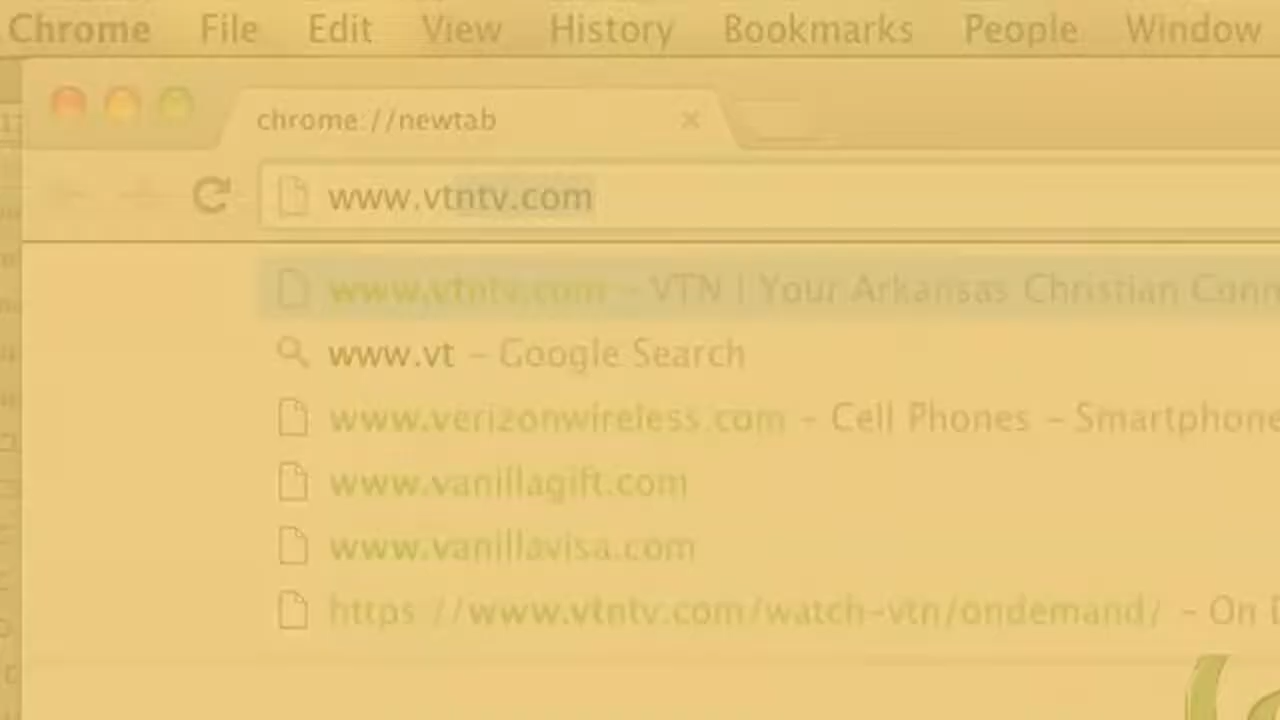 Chrome File Edit View History Bookmarks People Window
chrome://newtab
www.vtntv.com
www.vtntv.com – VTN | Your Arkansas Christian
www.vt – Google Search
www.verizonwireless.com – Cell Phones – Smartphone
www.vanillagift.com
www.vanillavisa.com
https://www.vtntv.com/watch-vtn/ondemand/ – On